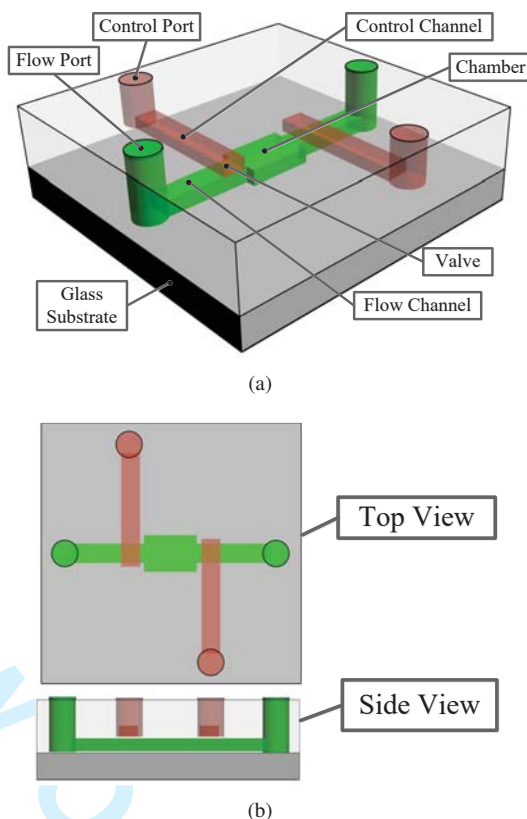 Control Port
Control Channel
Flow Port
Chamber
Valve
Glass
Substrate
Flow Channel
(a)
Top View
Side View
(b)